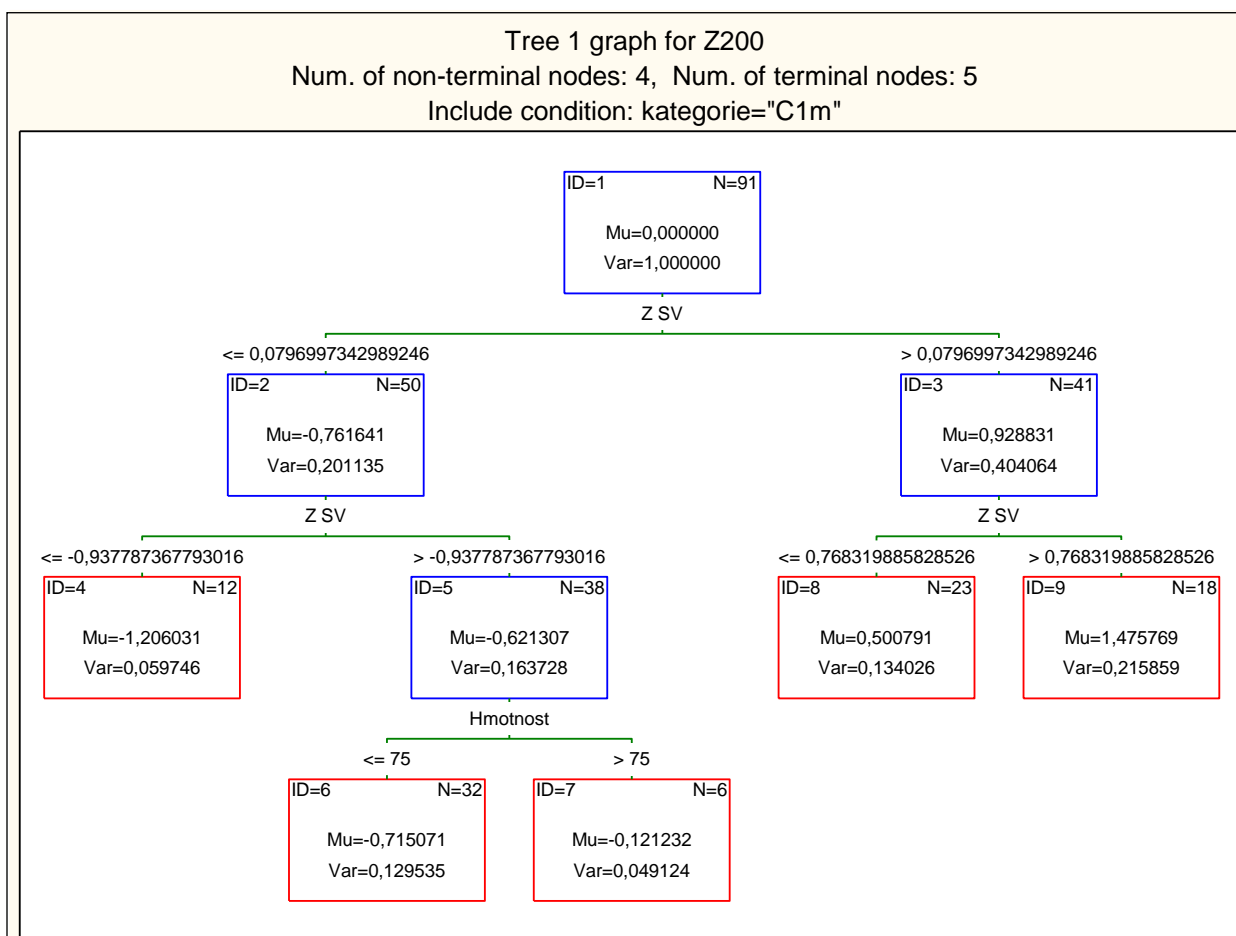 Tree 1 graph for Z200
Num. of non-terminal nodes: 4,  Num. of terminal nodes: 5
Include condition: kategorie="C1m"
ID=1 N=91
Mu=0,000000
Var=1,000000
Z SV
<= 0,0796997342989246 > 0,0796997342989246
ID=2 N=50 ID=3 N=41
Mu=-0,761641 Mu=0,928831
Var=0,201135 Var=0,404064
Z SV Z SV
<= -0,937787367793016 > -0,937787367793016 <= 0,768319885828526 > 0,768319885828526
ID=4 N=12 ID=5 N=38 ID=8 N=23 ID=9 N=18
Mu=-1,206031 Mu=-0,621307 Mu=0,500791 Mu=1,475769
Var=0,059746 Var=0,163728 Var=0,134026 Var=0,215859
Hmotnost
<= 75 > 75
ID=6 N=32 ID=7 N=6
Mu=-0,715071 Mu=-0,121232
Var=0,129535 Var=0,049124